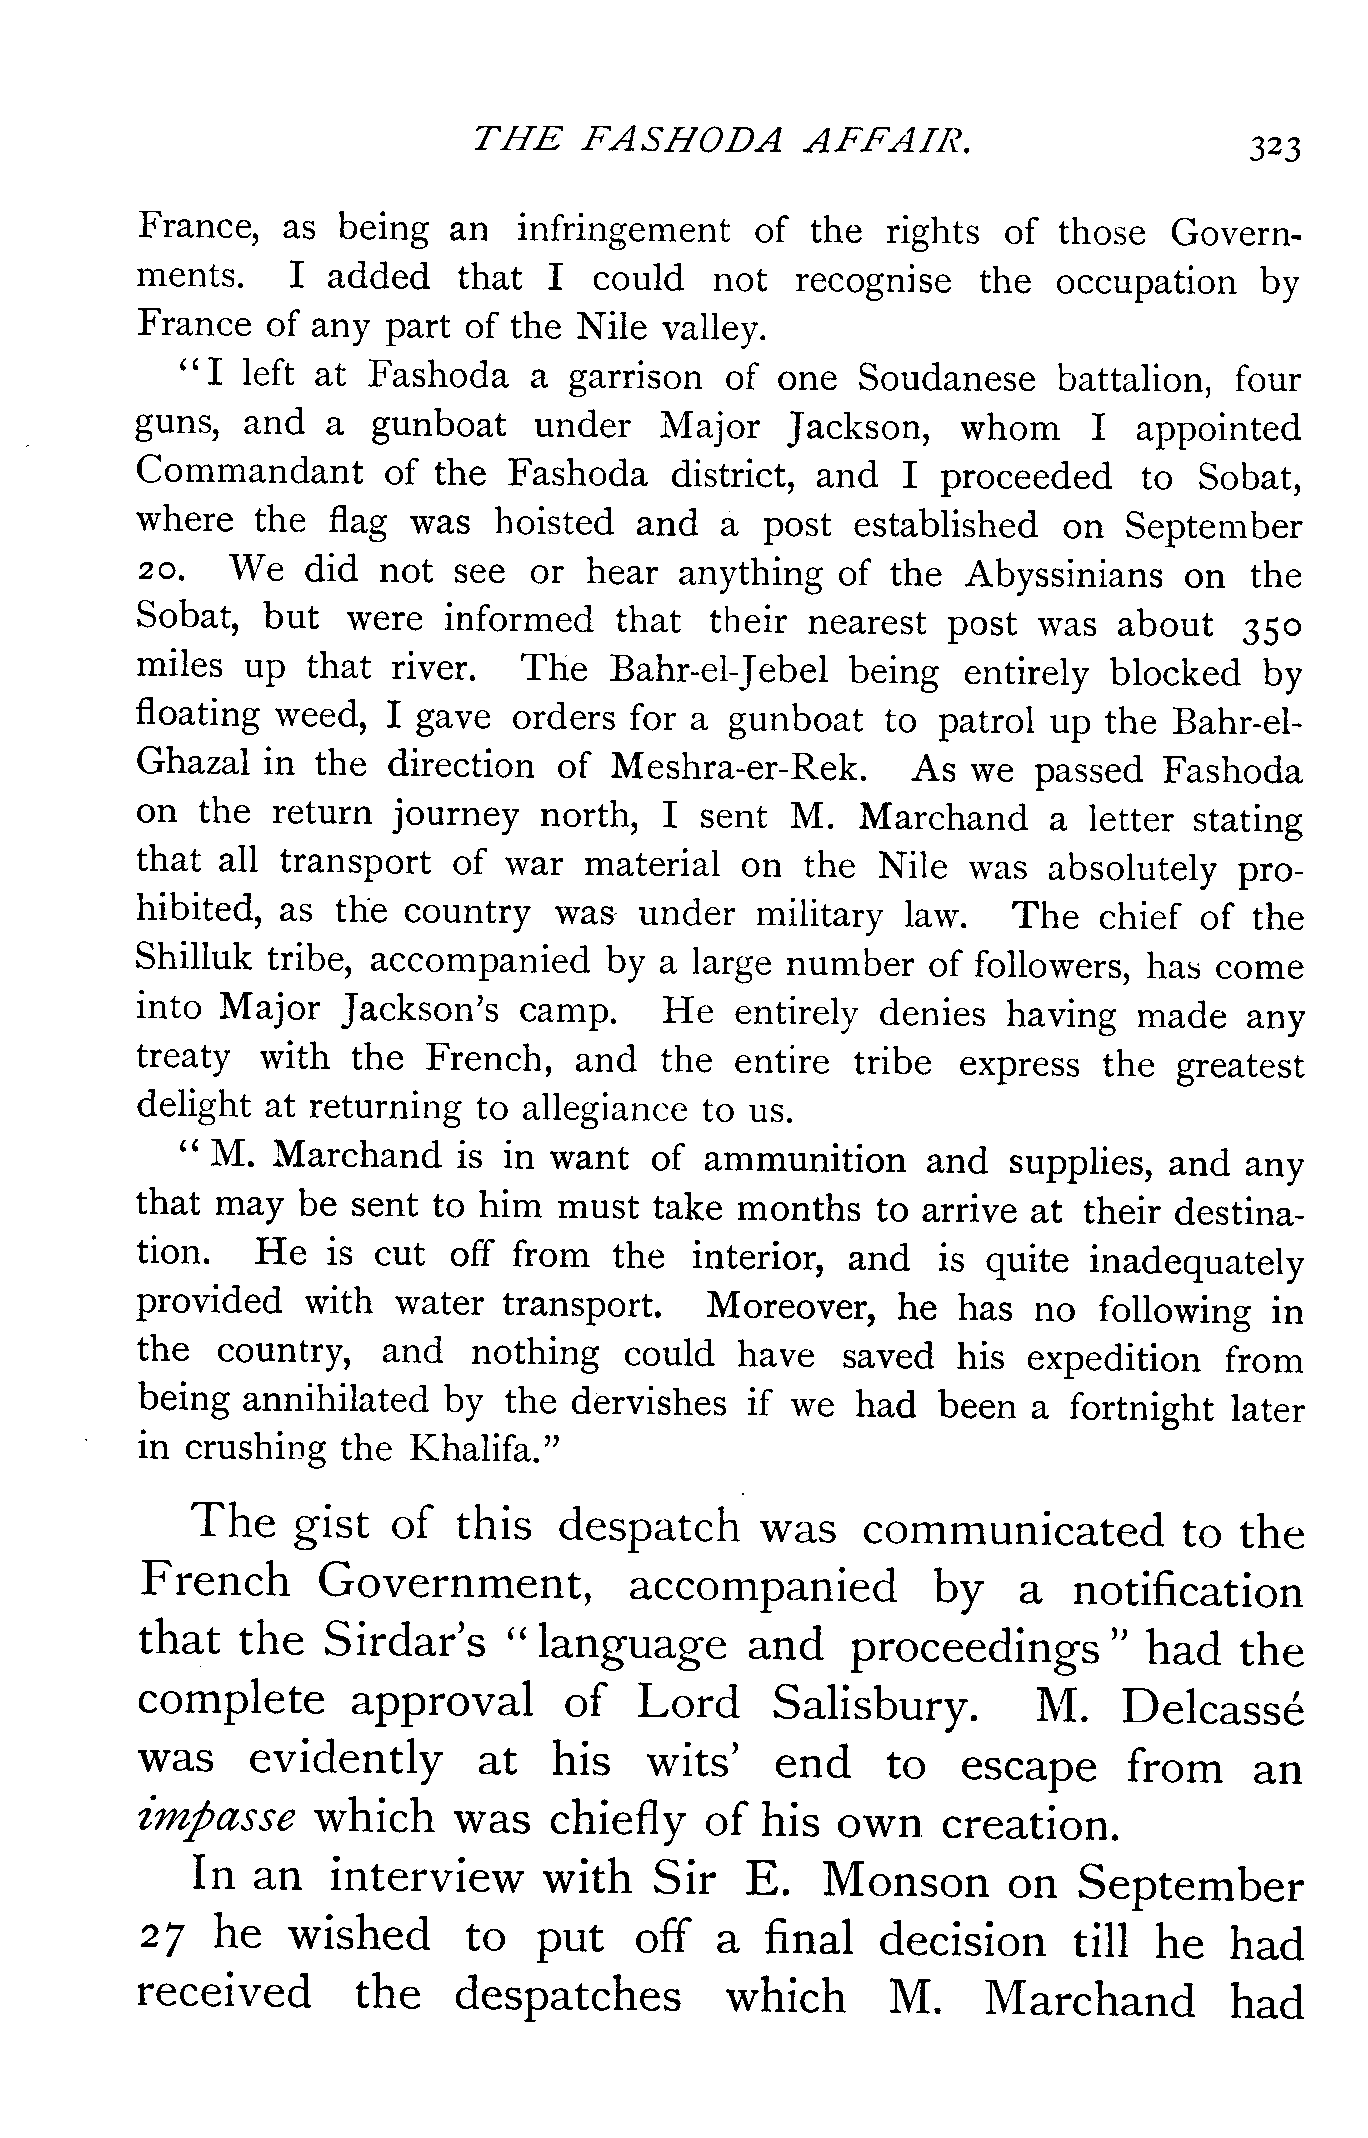 THE FASHODA AFFAIR. 323
France, as being an infringement of the rights of those Govern-
ments. I added that I could not recognise the occupation by
France of any part of the Nile valley.
“I left at Fashoda a garrison of one Soudanese battalion, four
guns, and a gunboat under Major Jackson, whom I appointed
Commandant of the Fashoda district, and I proceeded to Sobat,
where the flag was hoisted and a post established on September
20. We did not see or hear anything of the Abyssinians on the
Sobat, but were informed that their nearest post was about 350
miles up that river. The Bahr-el-Jebel being entirely blocked by
floating weed, I gave orders for a gunboat to patrol up the Bahr-el-
Ghazal in the direction of Meshra-er-Rek. As we passed Fashoda
on the return journey north, I sent M. Marchand a letter stating
that all transport of war material on the Nile was absolutely pro-
hibited, as the country was under military law. The chief of the
Shilluk tribe, accompanied by a large number of followers, has come
into Major Jackson’s camp. He entirely denies having made any
treaty with the French, and the entire tribe express the greatest
delight at returning to allegiance to us.
“M. Marchand is in want of ammunition and supplies, and any
that may be sent to him must take months to arrive at their destina-
tion. He is cut off from the interior, and is quite inadequately
provided with water transport. Moreover, he has no following in
the country, and nothing could have saved his expedition from
being annihilated by the dervishes if we had been a fortnight later
in crushing the Khalifa.”
The gist of this despatch was communicated to the
French Government, accompanied by a notification
that the Sirdar’s “language and proceedings” had the
complete approval of Lord Salisbury. M. Delcassé
was evidently at his wits’ end to escape from an
impasse which was chiefly of his own creation.
In an interview with Sir E. Monson on September
27 he wished to put off a final decision till he had
received the despatches which M. Marchand had